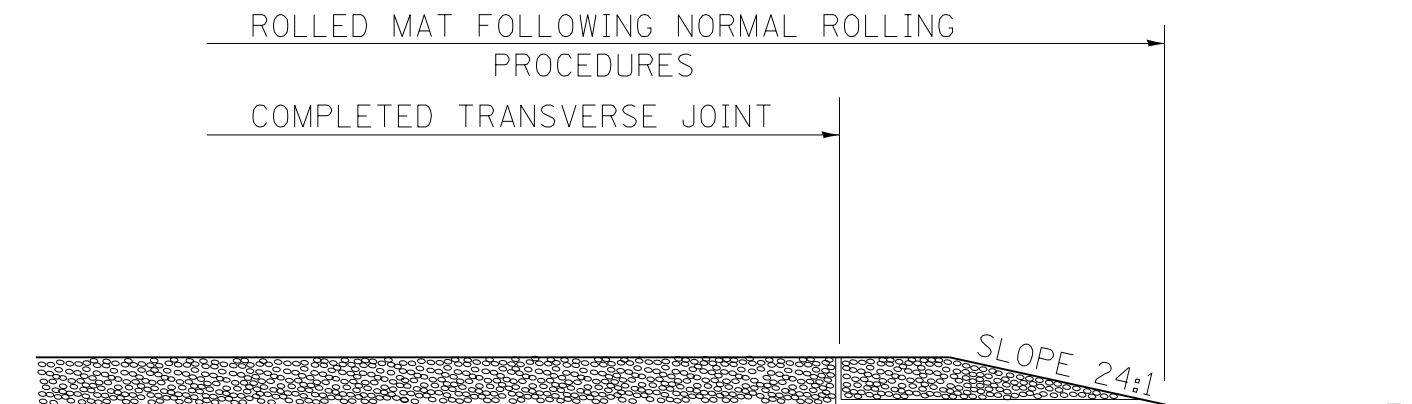 ROLLED MAT FOLLOWING NORMAL ROLLING
PROCEDURES
COMPLETED TRANSVERSE JOINT
SLOPE 24:1